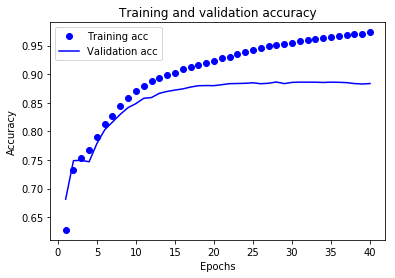 Training and validation accuracy
Training acc
Validation acc
Accuracy
0.95
0.90
0.85
0.80
0.75
0.70
0.65
0 5 10 15 20 25 30 35 40
Epochs